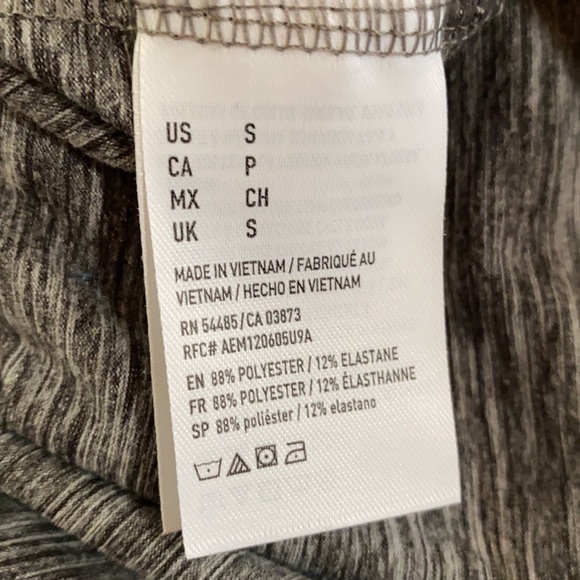 US S
CA P
MX CH
UK S
MADE IN VIETNAM / FABRIQUÉ AU
VIETNAM / HECHO EN VIETNAM
RN 54485/CA 03873
RFC# AEM120605U9A
EN 88% POLYESTER / 12% ELASTANE
FR 88% POLYESTER / 12% ÉLASTHANNE
SP 88% poliéster / 12% elastano